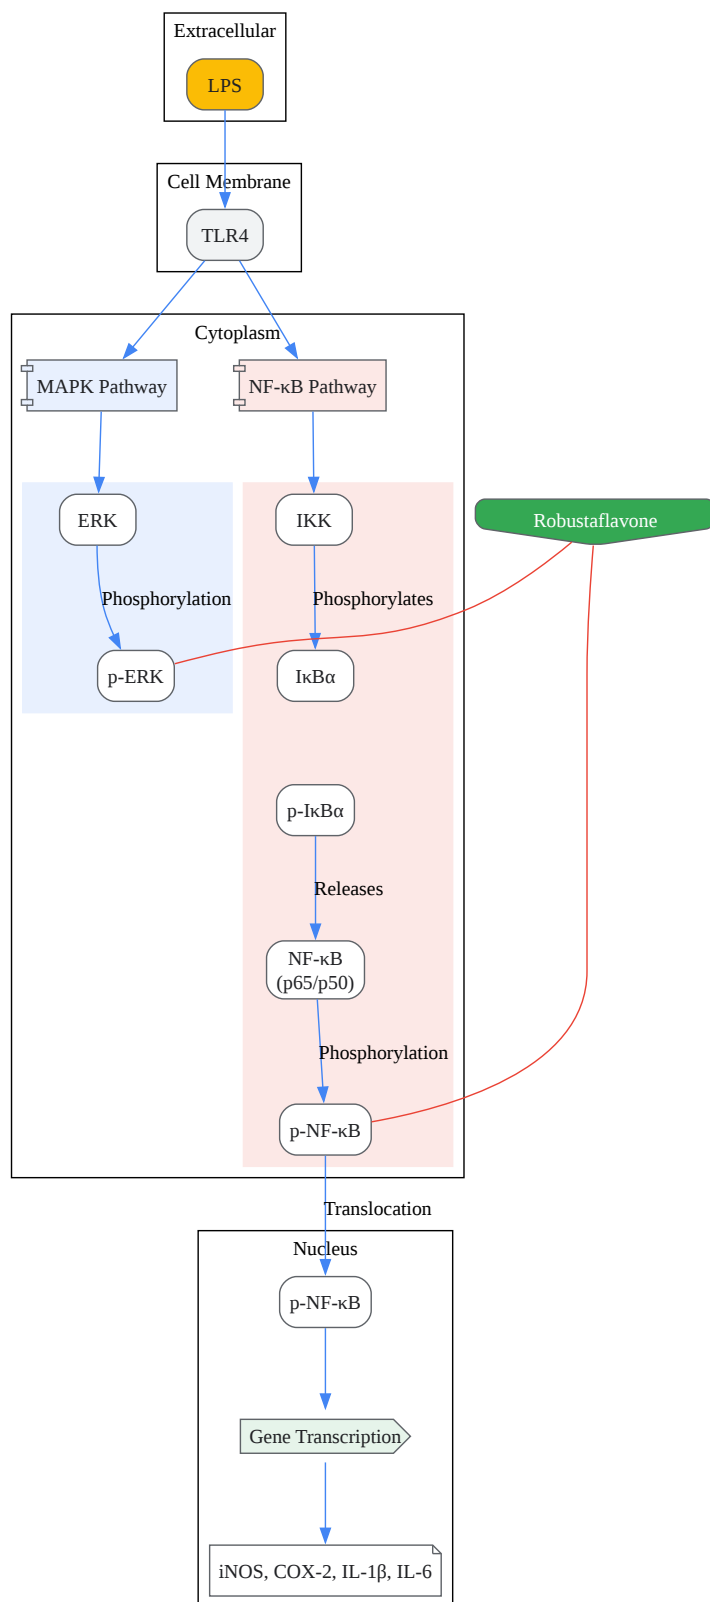 Extracellular
LPS
Cell Membrane
TLR4
Cytoplasm
MAPK Pathway
NF-κB Pathway
ERK
IKK
Robustaflavone
Phosphorylation
Phosphorylates
p-ERK
IκBα
p-IκBα
Releases
NF-κB
(p65/p50)
Phosphorylation
p-NF-κB
Translocation
Nucleus
p-NF-κB
Gene Transcription
iNOS, COX-2, IL-1β, IL-6